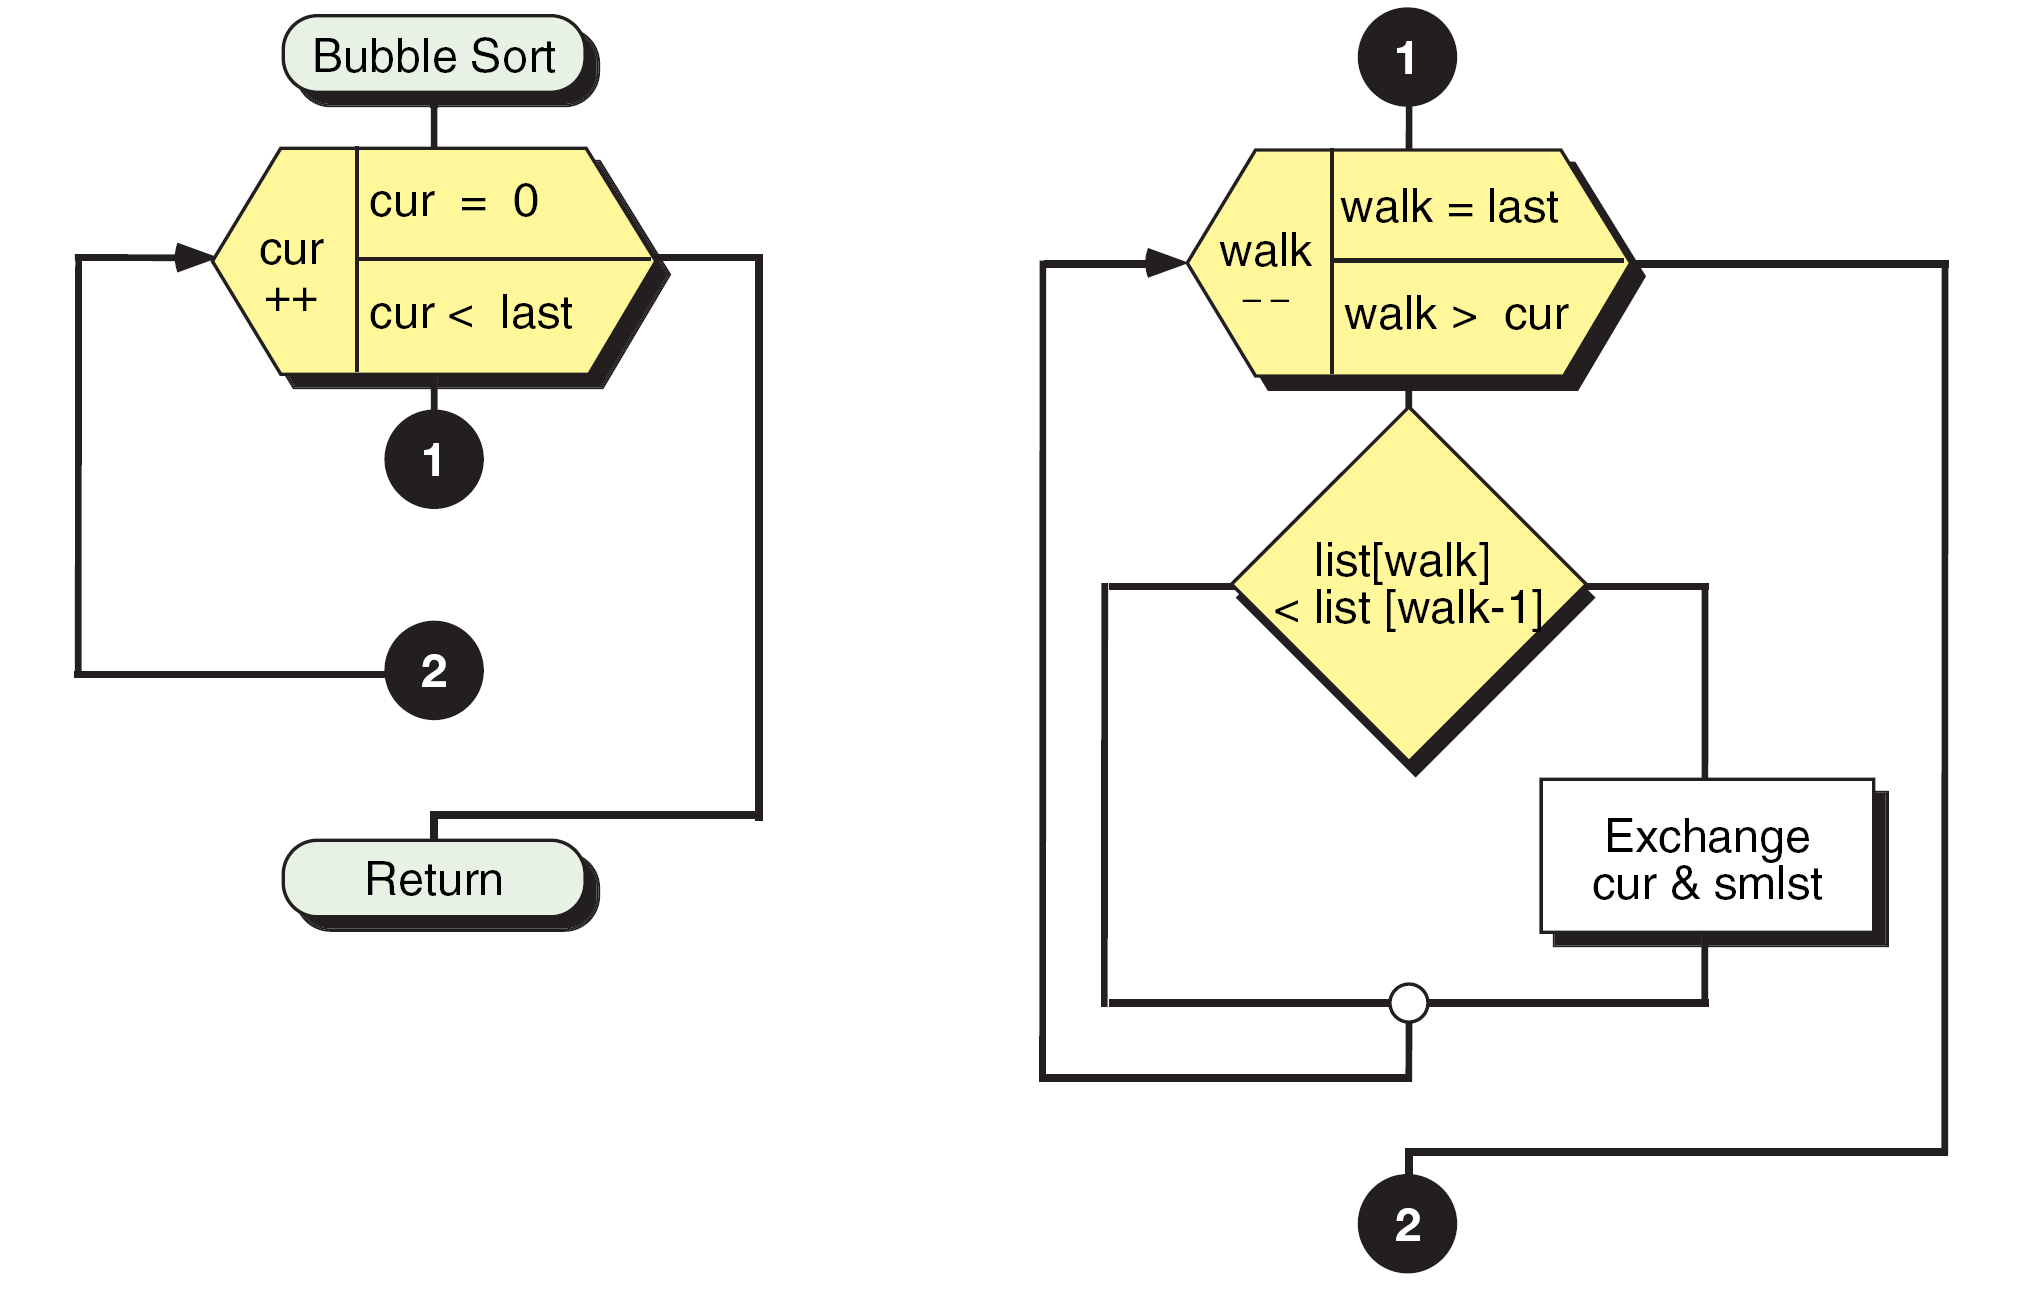 Bubble Sort
cur
++
cur = 0
cur < last
1
2
Return
1
walk
– –
walk = last
walk > cur
list[walk]
< list [walk-1]
Exchange
cur & smlst
2